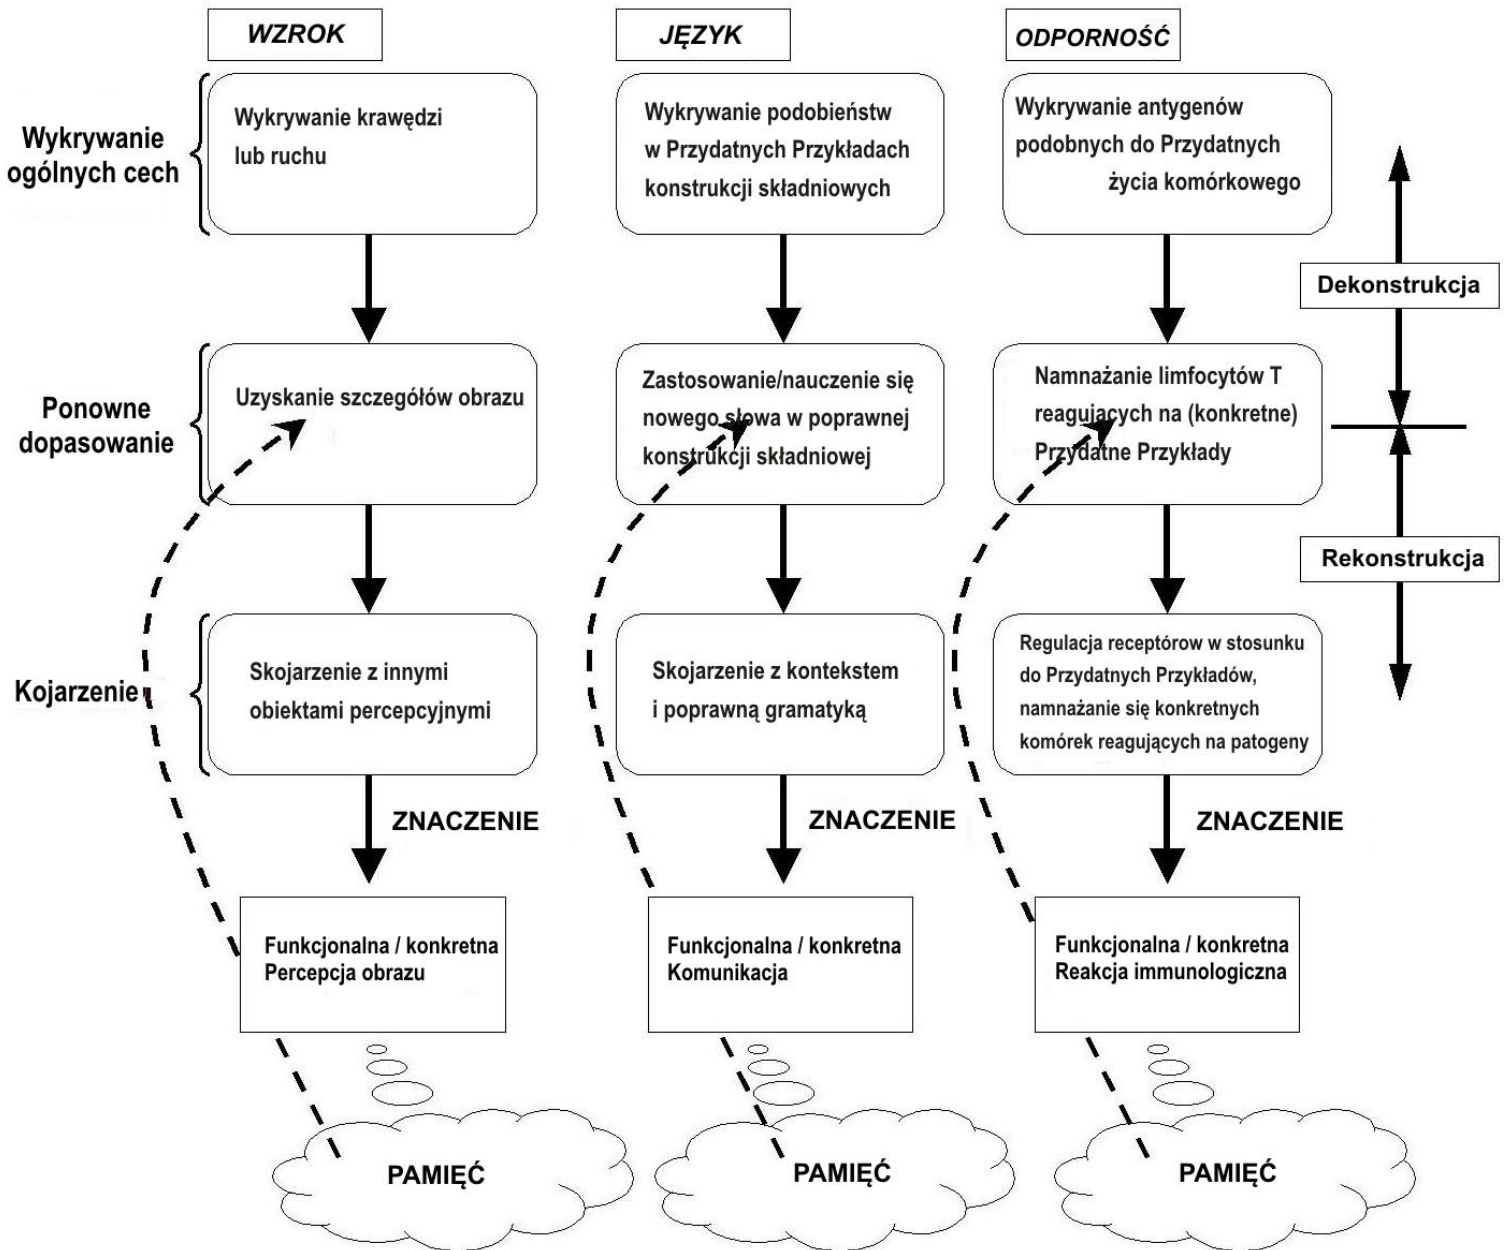 WZROK
JĘZYK
ODPORNOŚĆ
Wykrywanie
ogólnych cech
Wykrywanie krawędzi
lub ruchu
Wykrywanie podobieństw
w Przydatnych Przykładach
konstrukcji składniowych
Wykrywanie antygenów
podobnych do Przydatnych
życia komórkowego
Dekonstrukcja
Ponowne
dopasowanie
Uzyskanie szczegółów obrazu
Zastosowanie/nauczenie się
nowego słowa w poprawnej
konstrukcji składniowej
Namnażanie limfocytów T
reagujących na (konkretne)
Przydatne Przykłady
Rekonstrukcja
Kojarzenie
Skojarzenie z innymi
obiektami percepcyjnymi
Skojarzenie z kontekstem
i poprawną gramatyką
Regulacja receptórow w stosunku
do Przydatnych Przykładów,
namnażanie się konkretnych
komórek reagujących na patogeny
ZNACZENIE
ZNACZENIE
ZNACZENIE
Funkcjonalna / konkretna
Percepcja obrazu
Funkcjonalna / konkretna
Komunikacja
Funkcjonalna / konkretna
Reakcja immunologiczna
PAMIĘĆ
PAMIĘĆ
PAMIĘĆ